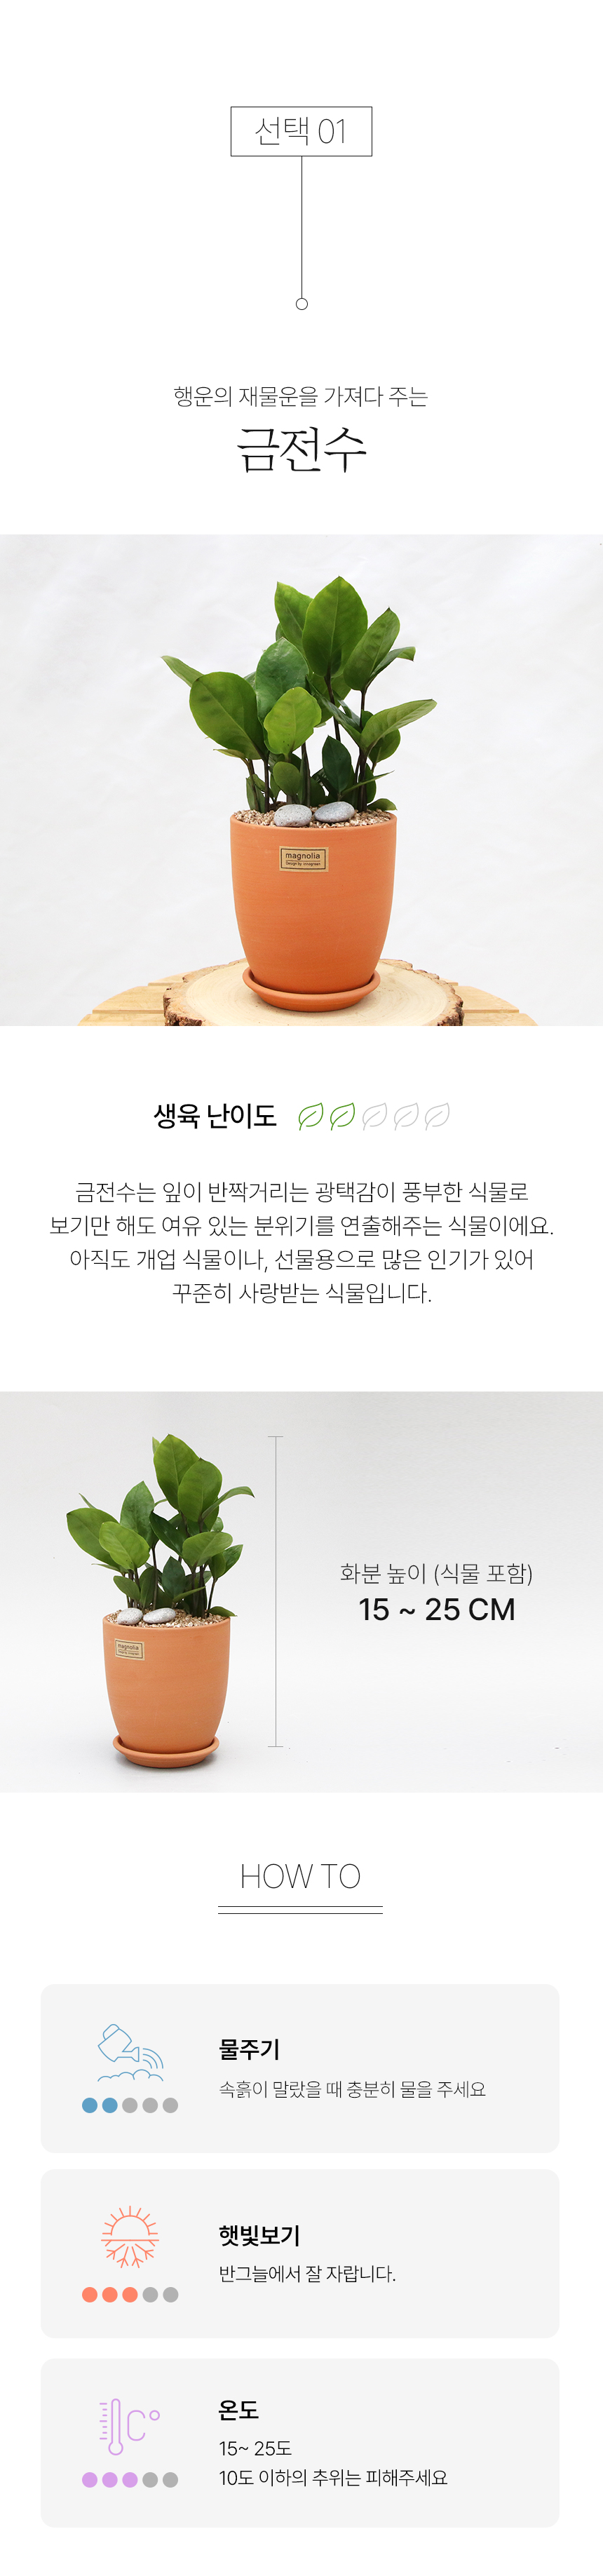 선택 01
행운의 재물운을 가져다 주는
금전수
magnolia
생육 난이도
금전수는 잎이 반짝거리는 광택감이 풍부한 식물로
보기만 해도 여유 있는 분위기를 연출해주는 식물이에요.
아직도 개업 식물이나, 선물용으로 많은 인기가 있어
꾸준히 사랑받는 식물입니다.
화분 높이 (식물 포함)
15 ~ 25 CM
magnolia
HOW TO
물주기
속흙이 말랐을 때 충분히 물을 주세요
햇빛보기
반그늘에서 잘 자랍니다.
C°
온도
15~ 25도
10도 이하의 추위는 피해주세요